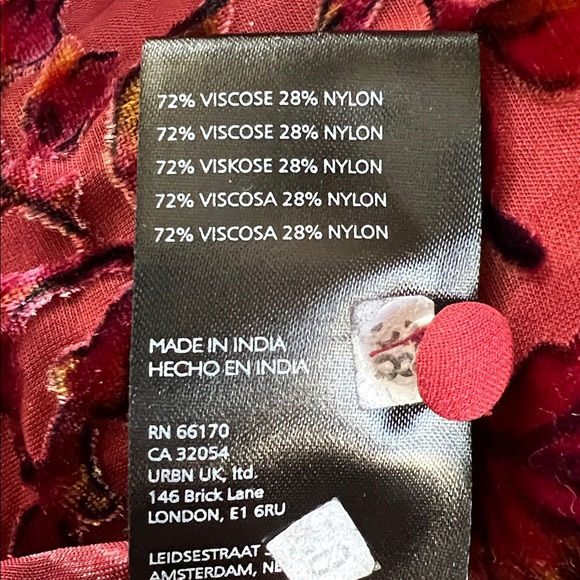 72% VISCOSE 28% NYLON
72% VISCOSE 28% NYLON
72% VISKOSE 28% NYLON
72% VISCOSA 28% NYLON
72% VISCOSA 28% NYLON
MADE IN INDIA
HECHO EN INDIA
RN 66170
CA 32054
URBN UK, ltd.
146 Brick Lane
LONDON, E1 6RU
LEIDSESTRAAT
AMSTERDAM,